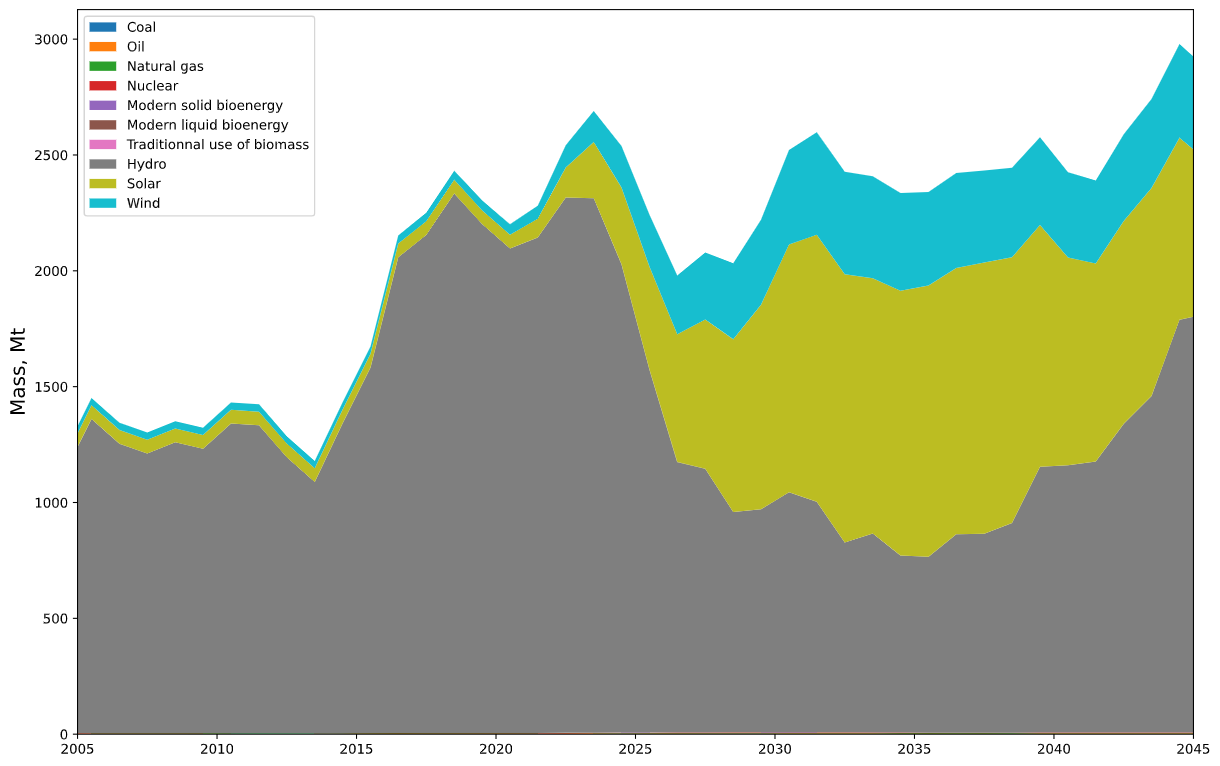 Coal
Oil
Natural gas
Nuclear
Modern solid bioenergy
Modern liquid bioenergy
Traditionnal use of biomass
Hydro
Solar
Wind
Mass, Mt
3000
2500
2000
1500
1000
500
0
2005 2010 2015 2020 2025 2030 2035 2040 2045